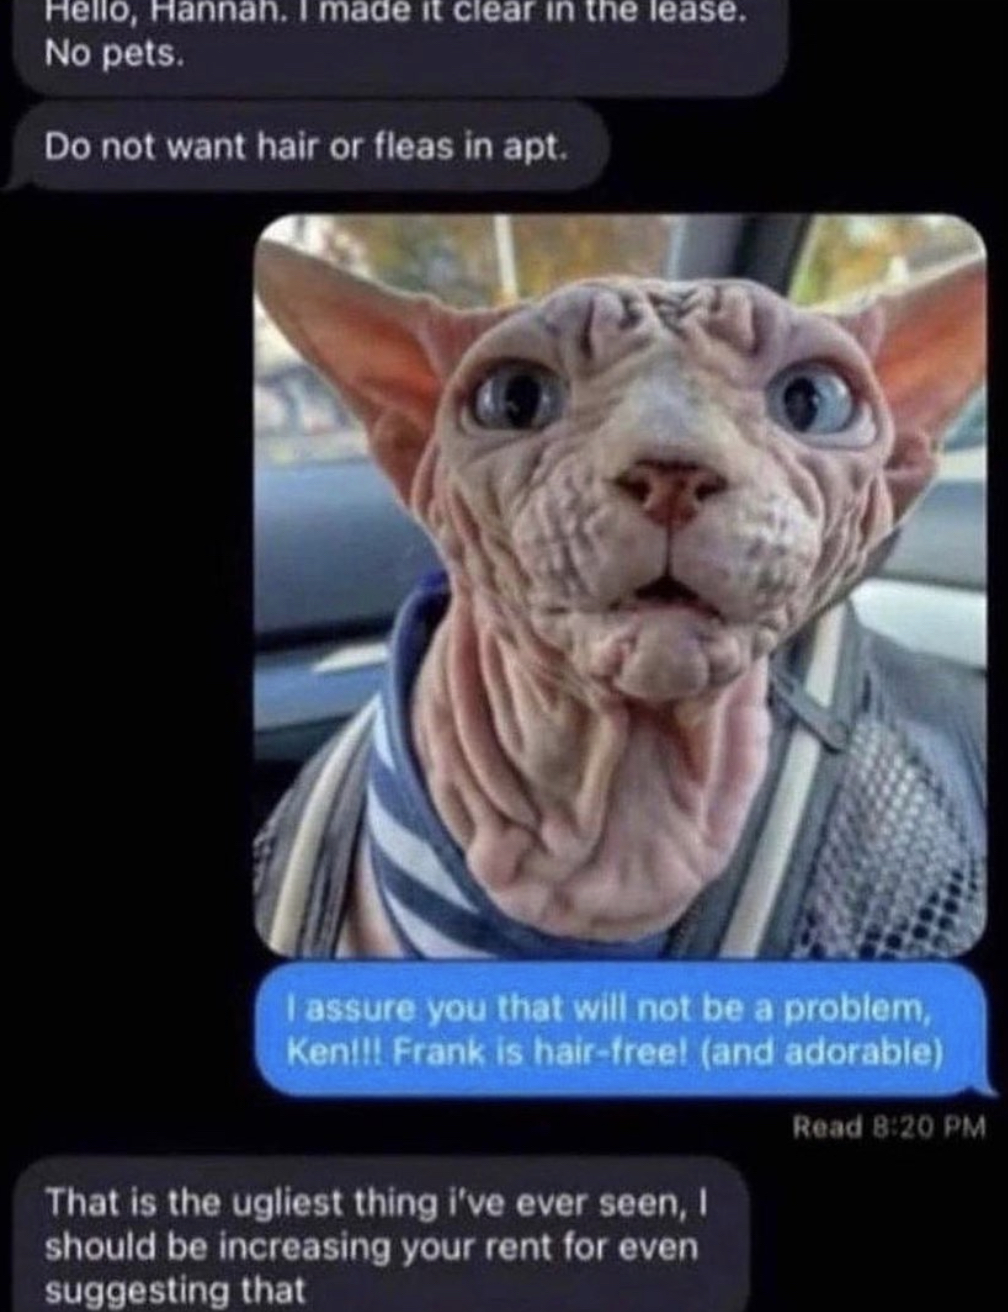 Hello, Hannah. I made it clear in the lease.
No pets.
Do not want hair or fleas in apt.
I assure you that will not be a problem,
Ken!!! Frank is hair-free! (and adorable)
Read 8:20 PM
That is the ugliest thing i've ever seen, I
should be increasing your rent for even
suggesting that